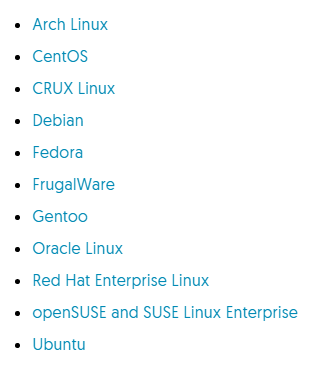 Arch Linux
CentOS
CRUX Linux
Debian
Fedora
FrugalWare
Gentoo
Oracle Linux
Red Hat Enterprise Linux
openSUSE and SUSE Linux Enterprise
Ubuntu